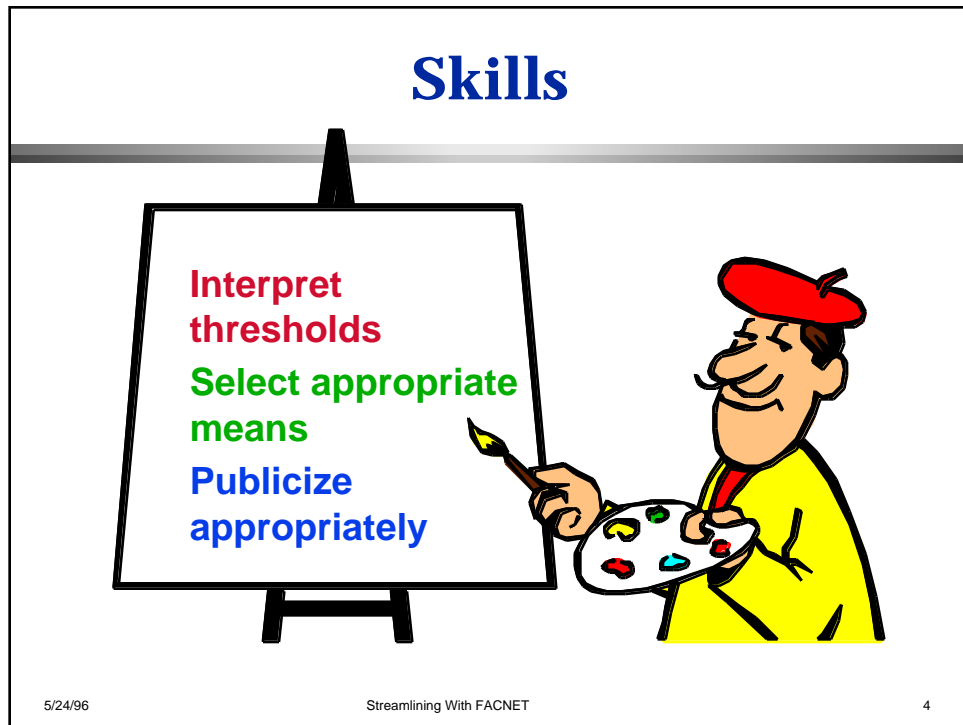 Skills
Interpret
thresholds
Select appropriate
means
Publicize
appropriately
5/24/96
Streamlining With FACNET
4